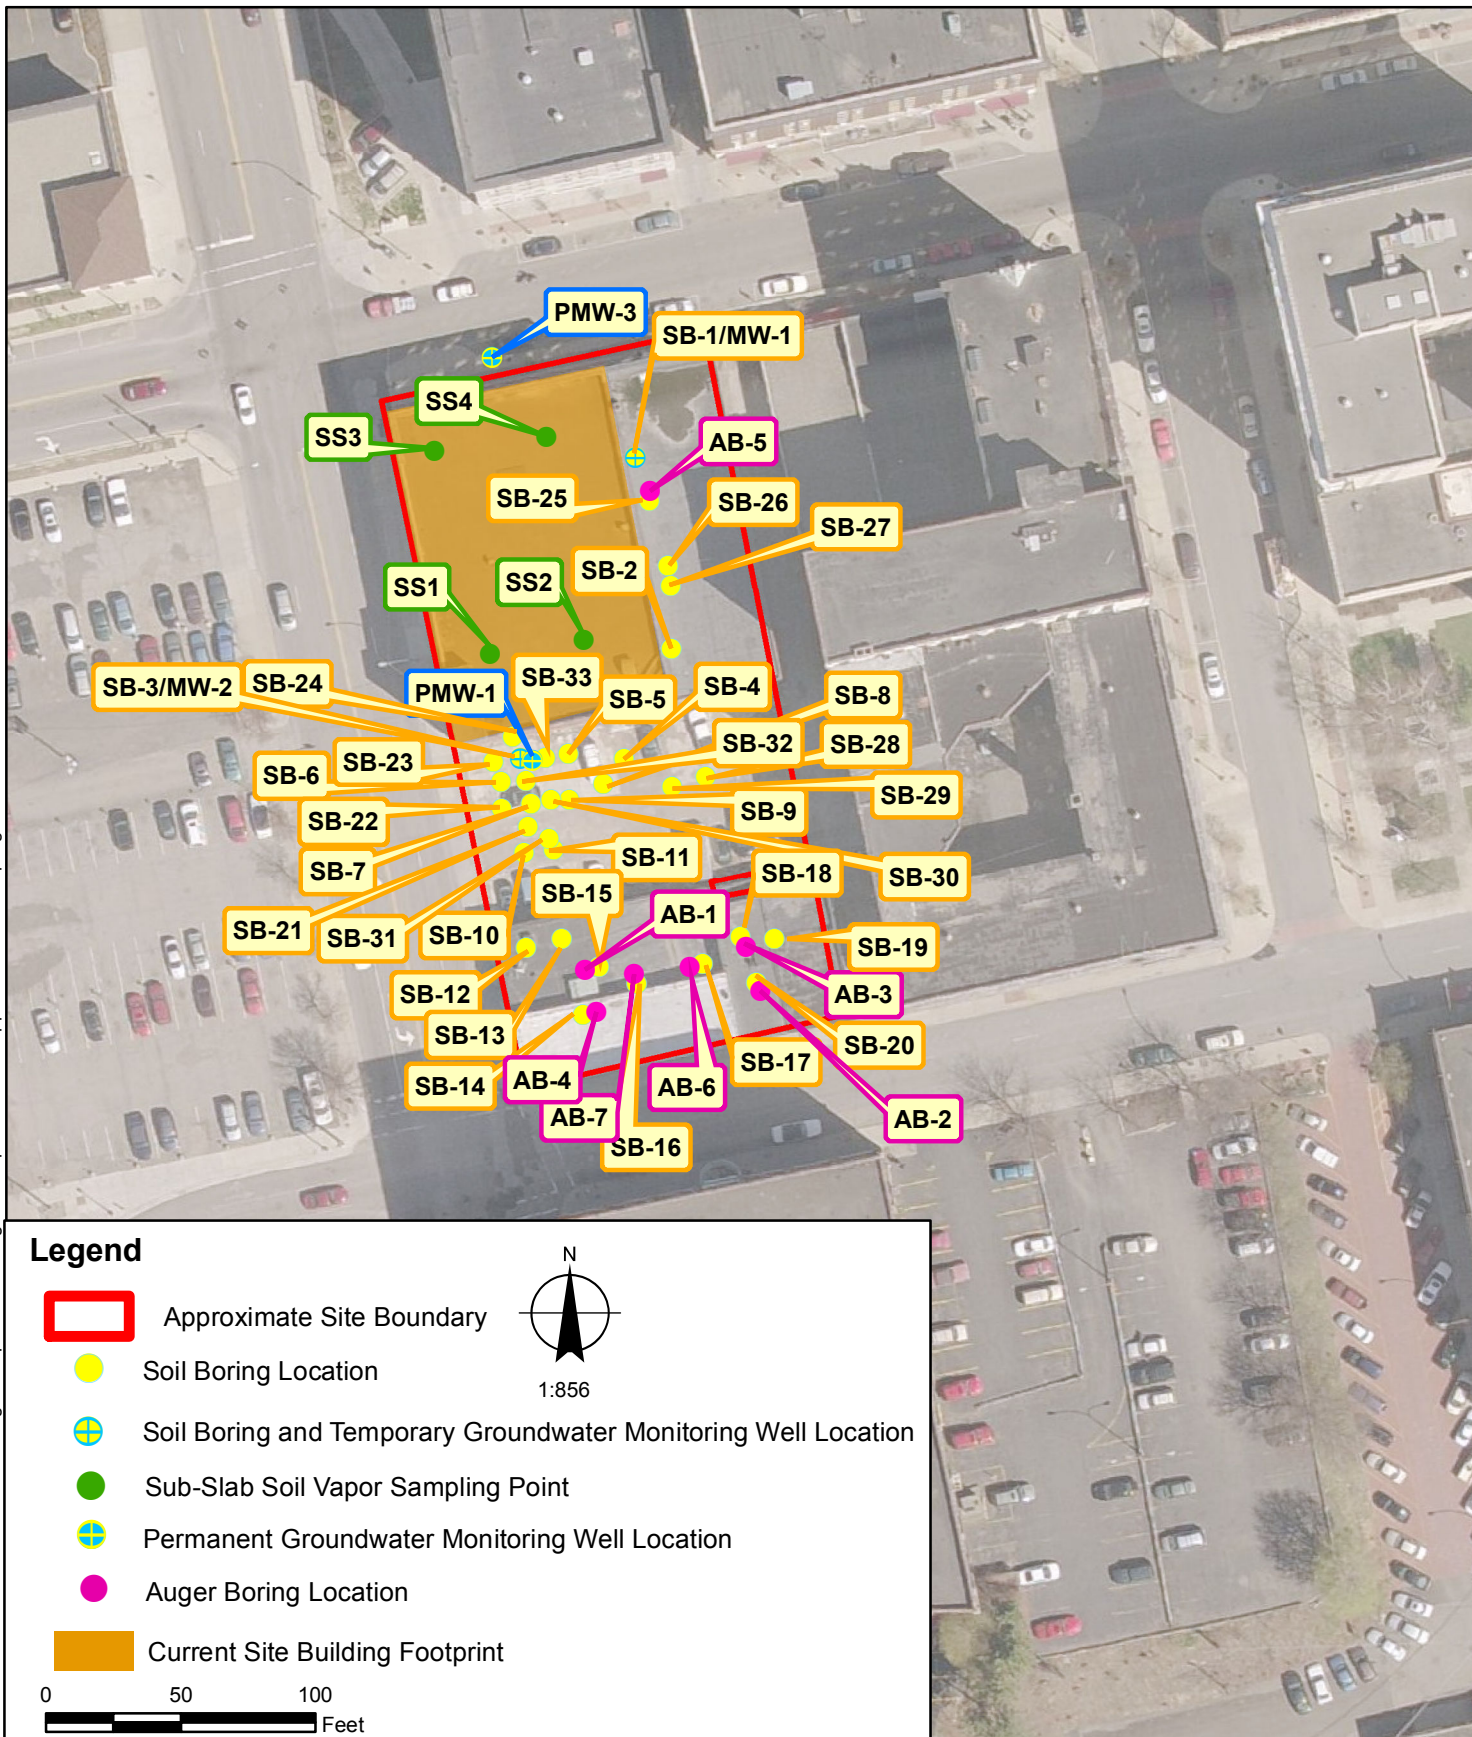 PMW-3
SB-1/MW-1
SS4
SS3
AB-5
SB-25
SB-26
SB-27
SB-2
SS2
SS1
SB-33
SB-3/MW-2
SB-24
PMW-1
SB-5
SB-4
SB-8
SB-32
SB-28
SB-23
SB-6
SB-29
SB-9
SB-22
SB-7
SB-11
SB-18
SB-30
SB-15
AB-1
SB-21
SB-31
SB-10
SB-19
SB-12
AB-3
SB-13
SB-20
SB-17
SB-14
AB-4
AB-6
AB-7
AB-2
SB-16
Legend
N
Approximate Site Boundary
Soil Boring Location
1:856
Soil Boring and Temporary Groundwater Monitoring Well Location
Sub-Slab Soil Vapor Sampling Point
Permanent Groundwater Monitoring Well Location
Auger Boring Location
Current Site Building Footprint
0 50 100
Feet